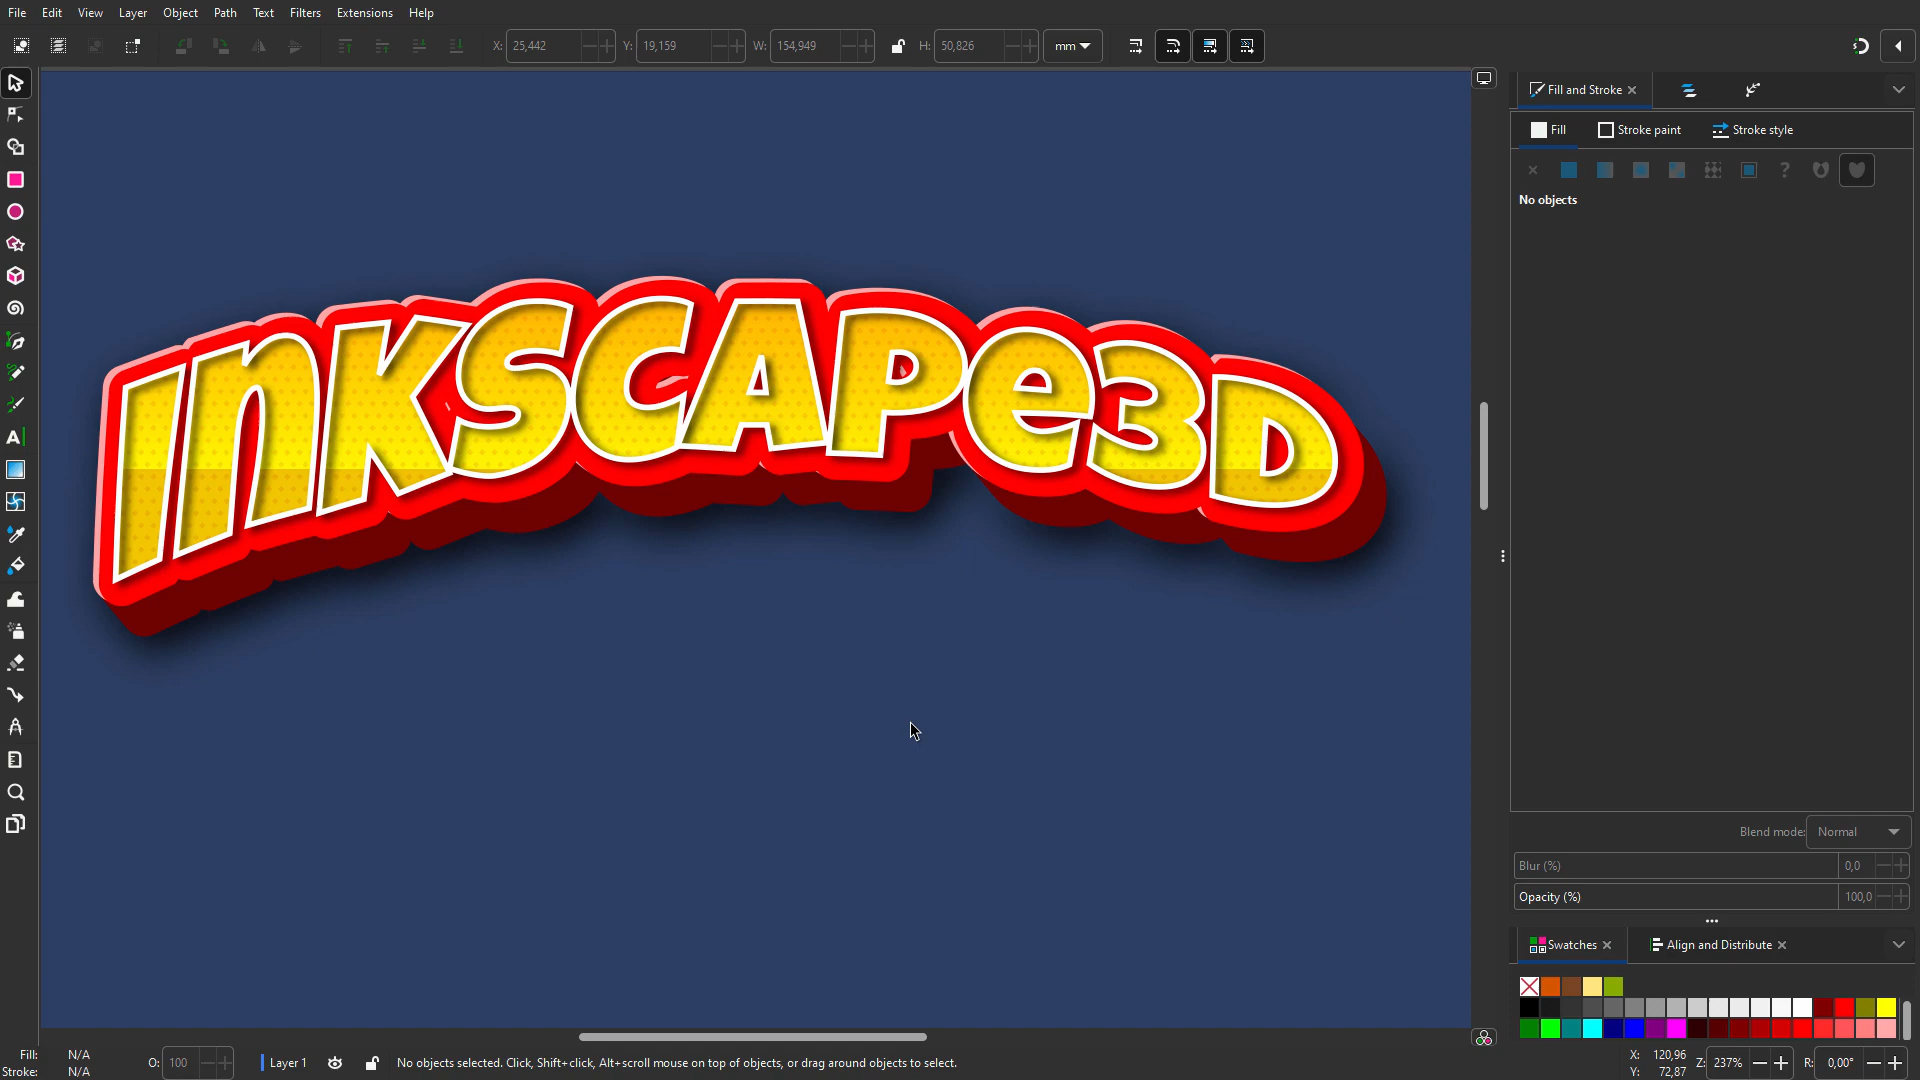 File Edit View Layer Object Path Text Filters Extensions Help
X: 25,442 Y: 19,159 W: 154,949 H: 50,826 mm
Fill and Stroke
Fill Stroke paint Stroke style
?
No objects
INKSCAPe3D
Blend mode: Normal
Blur (%) 0,0
Opacity (%) 100,0
Swatches Align and Distribute
Fill: N/A
Stroke: N/A
O: 100
Layer 1
No objects selected. Click, Shift+click, Alt+scroll mouse on top of objects, or drag around objects to select.
X: 120,96
Y: 72,87
Z: 237%
R: 0,00°